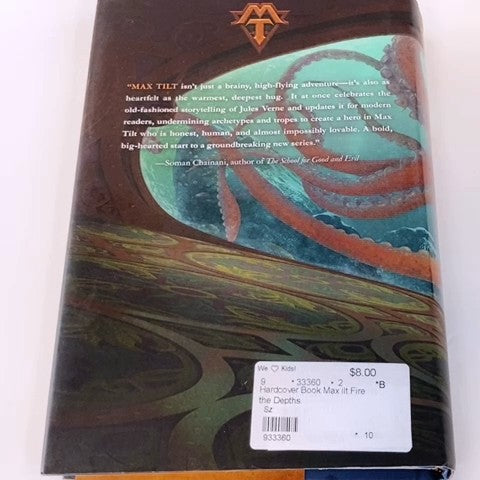 MT
"MAX TILT isn't just a brainy, high-flying adventure—it's also as
heartfelt as the warmest, deepest hug. It at once celebrates the
old-fashioned storytelling of Jules Verne and updates it for modern
readers, undermining archetypes and tropes to create a hero in Max
Tilt who is honest, human, and almost impossibly lovable. A bold,
big-hearted start to a groundbreaking new series."
—Soman Chainani, author of The School for Good and Evil
We ♡ Kids! $8.00
9 * 33360 * 2 *B
Hardcover Book Max ilt Fire
the Depths
Sz
933360 * 10